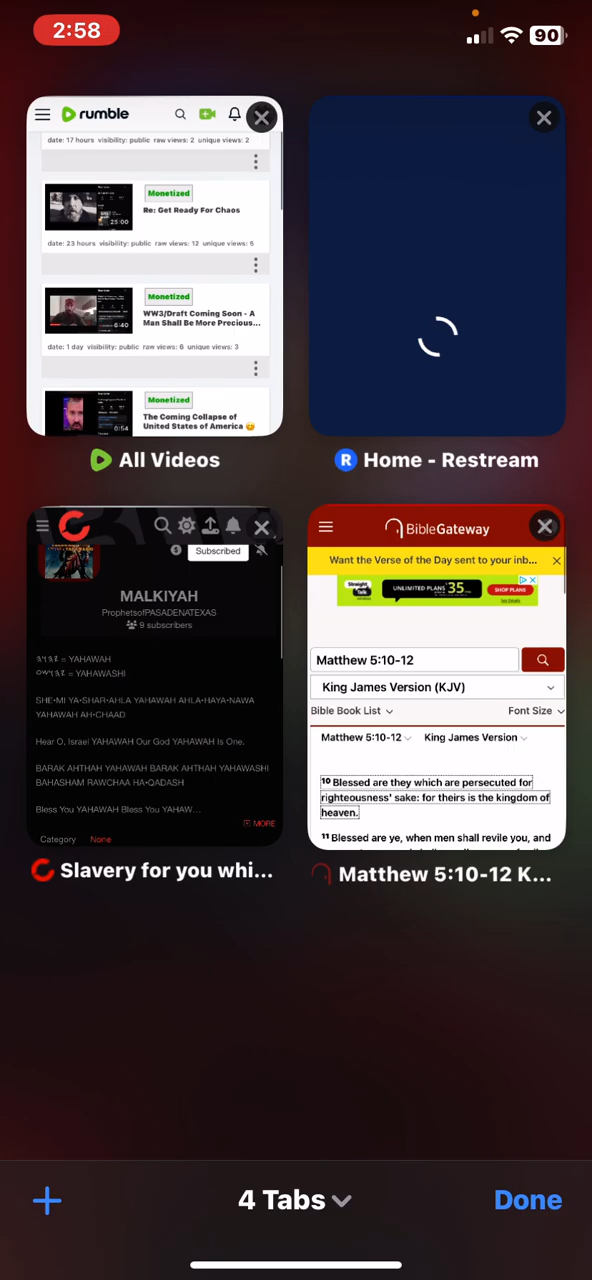 2:58
90
rumble
date: 17 hours visibility: public raw views: 2 unique views: 2
Monetized
Re: Get Ready For Chaos
25:00
date: 23 hours visibility: public raw views: 12 unique views: 6
Monetized
WW3/Draft Coming Soon - A
Man Shall Be More Precious...
6:40
date: 1 day visibility: public raw views: 6 unique views: 3
Monetized
The Coming Collapse of
United States of America
0:54
All Videos
R Home - Restream
Subscribed
MALKIYAH
ProphetsofPASADENATEXAS
9 subscribers
= YAHAWAH
= YAHAWASHI
SHE•MI YA•SHAR•AHLA YAHAWAH AHLA•HAYA•NAWA
YAHAWAH AH•CHAAD
Hear O, Israel YAHAWAH Our God YAHAWAH Is One.
BARAK AHTHAH YAHAWAH BARAK AHTHAH YAHAWASHI
BAHASHAM RAWCHAA HA•QADASH
Bless You YAHAWAH Bless You YAHAW...
MORE
Category None
Slavery for you whi...
BibleGateway
Want the Verse of the Day sent to your inb...
Straight Talk
UNLIMITED PLANS $35
SHOP PLANS
See Details
Matthew 5:10-12
King James Version (KJV)
Bible Book List Font Size
Matthew 5:10-12 King James Version
10 Blessed are they which are persecuted for
righteousness' sake: for theirs is the kingdom of
heaven.
11 Blessed are ye, when men shall revile you, and
Matthew 5:10-12 K...
4 Tabs
Done